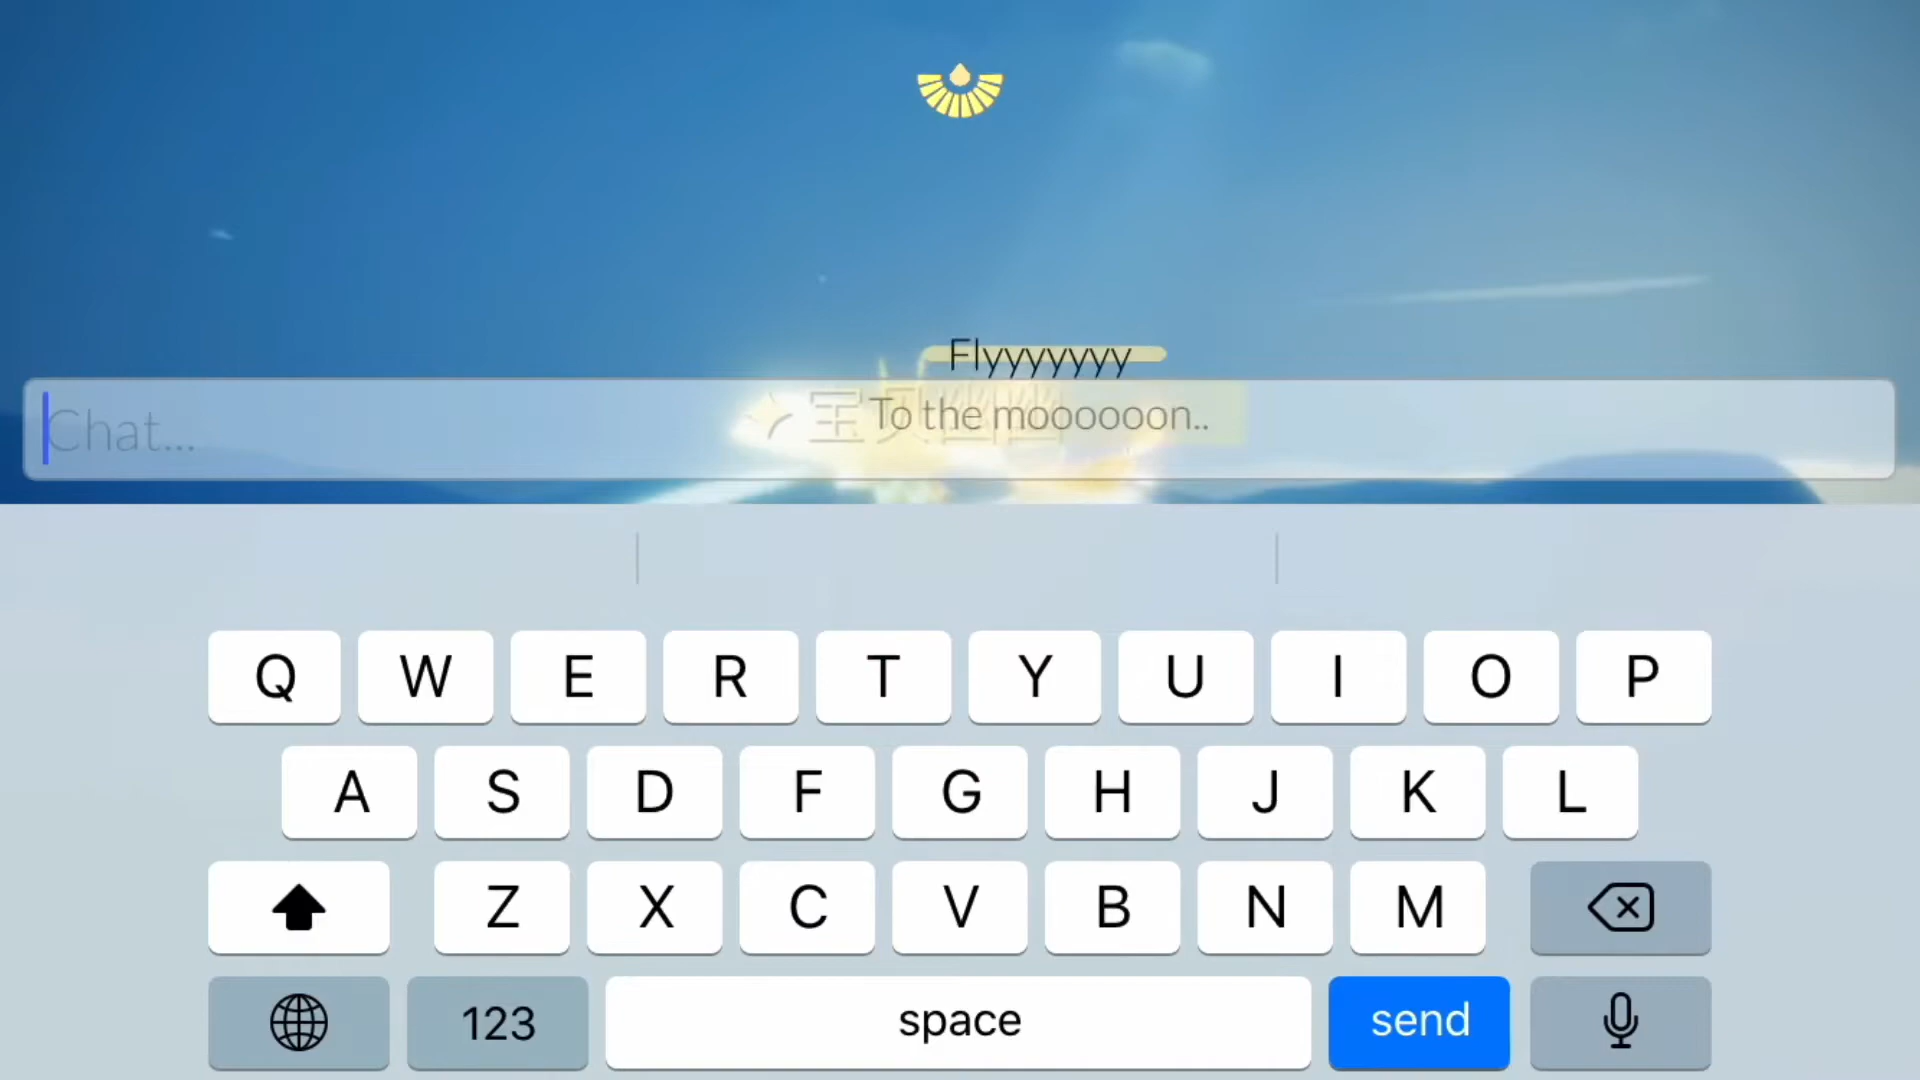 Flyyyyyyy
To the moooooon..
Chat...
Q W E R T Y U I O P
A S D F G H J K L
Z X C V B N M
123 space send